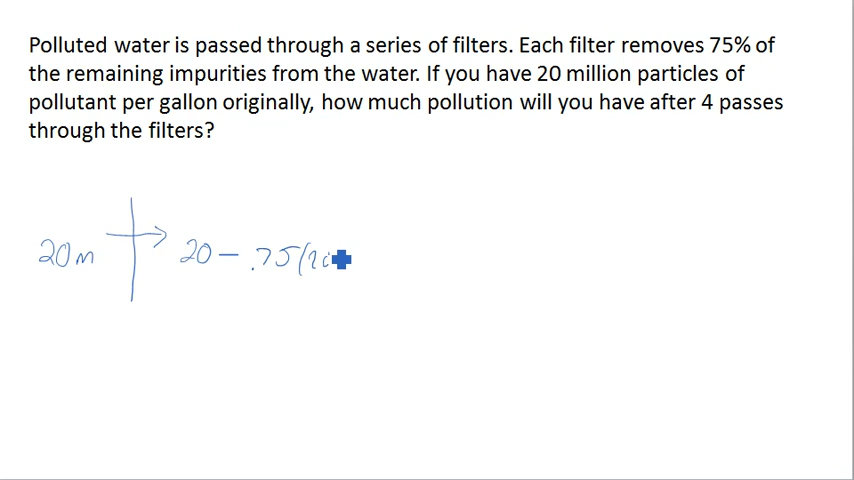 Polluted water is passed through a series of filters. Each filter removes 75% of
the remaining impurities from the water. If you have 20 million particles of
pollutant per gallon originally, how much pollution will you have after 4 passes
through the filters?
20m 20 - .75(20